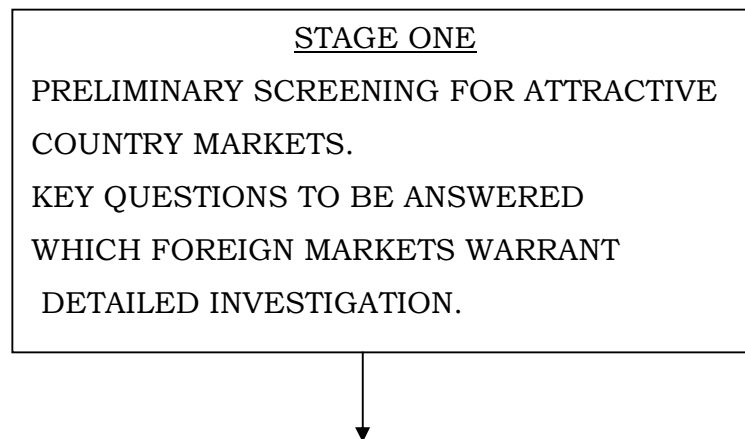 STAGE ONE
PRELIMINARY SCREENING FOR ATTRACTIVE
COUNTRY MARKETS.
KEY QUESTIONS TO BE ANSWERED
WHICH FOREIGN MARKETS WARRANT
DETAILED INVESTIGATION.